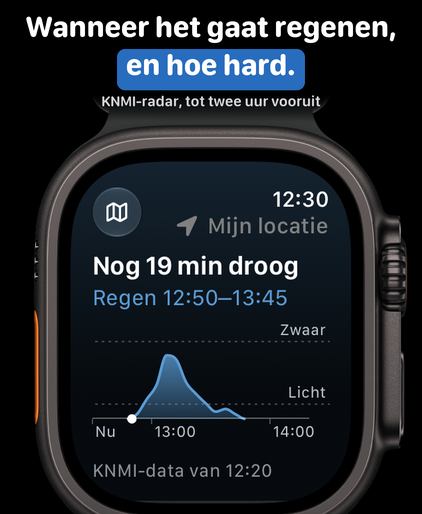 Wanneer het gaat regenen,
en hoe hard.
KNMI-radar, tot twee uur vooruit
12:30
Mijn locatie
Nog 19 min droog
Regen 12:50–13:45
Zwaar
Licht
Nu 13:00 14:00
KNMI-data van 12:20